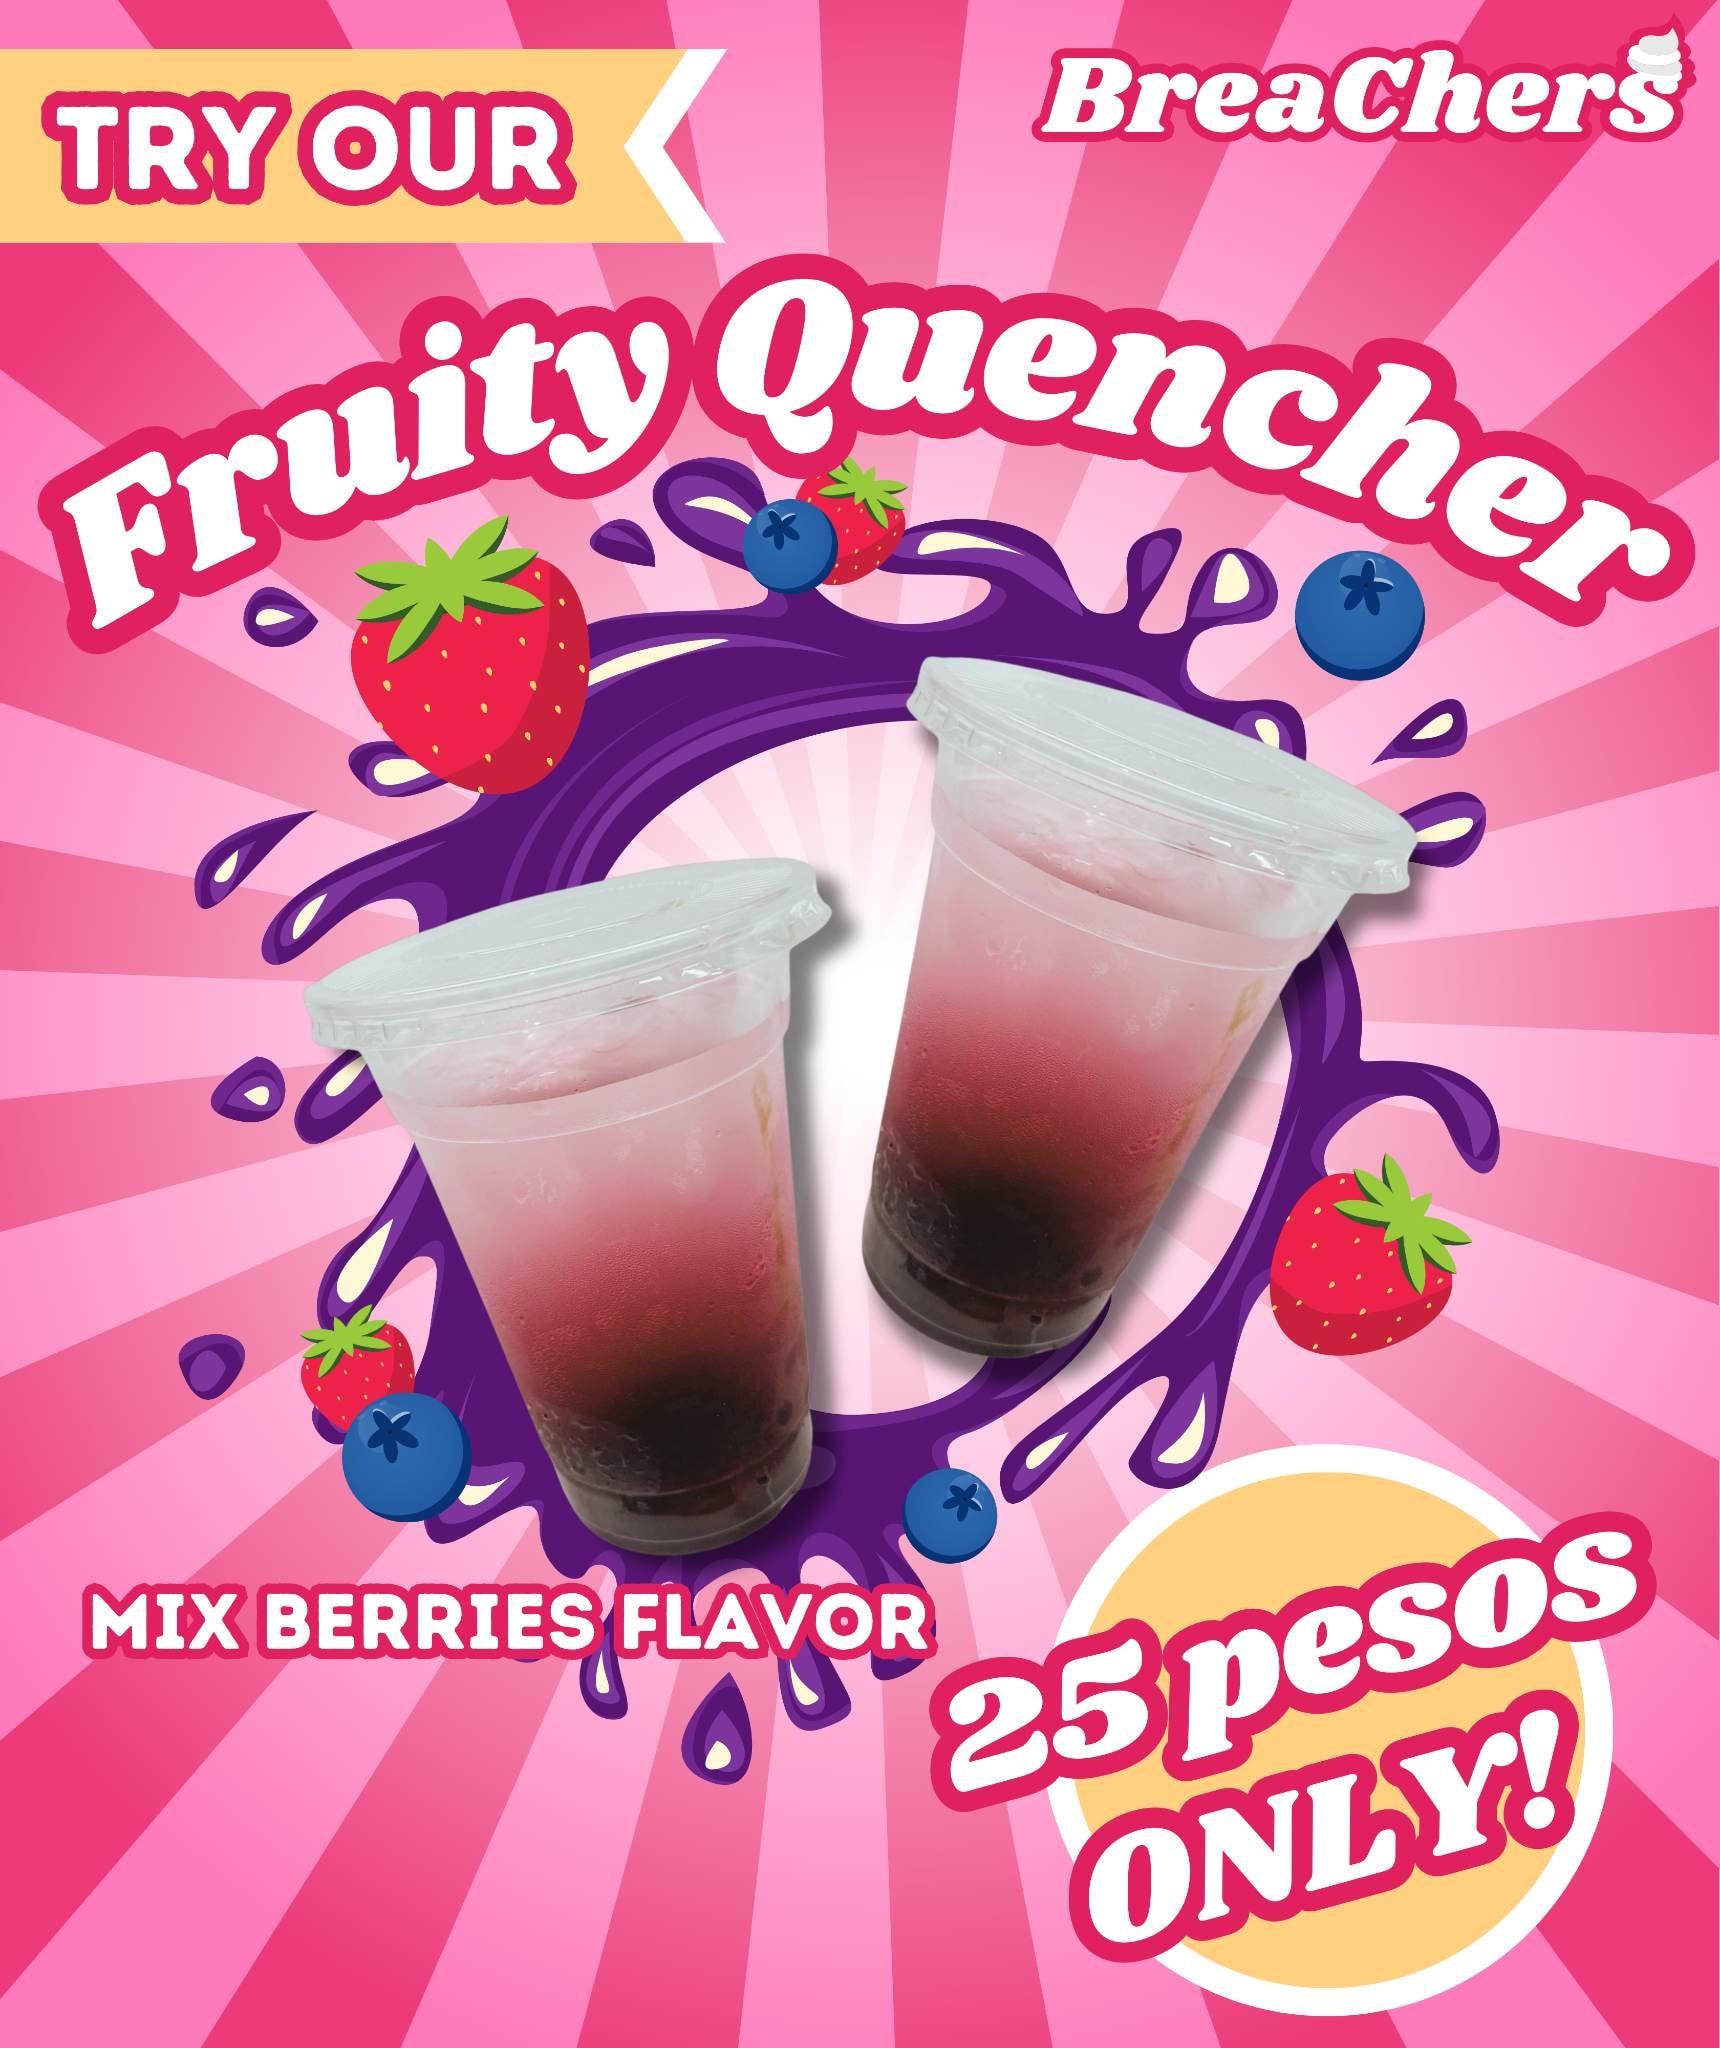 TRY OUR
BreaChers
Fruity Quencher
MIX BERRIES FLAVOR
25 pesos
ONLY!